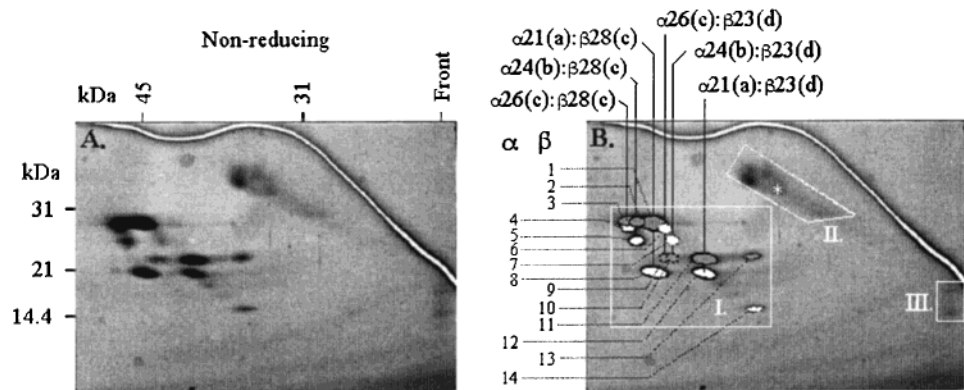 Non-reducing
kDa
45
31
Front
A.
kDa
31
21
14.4
α26(c):β23(d)
α21(a):β28(c)
α24(b):β23(d)
α24(b):β28(c)
α21(a):β23(d)
α26(c):β28(c)
α β
B.
1
2
3
4
5
6
7
8
9
10
11
12
13
14
*
I.
II.
III.